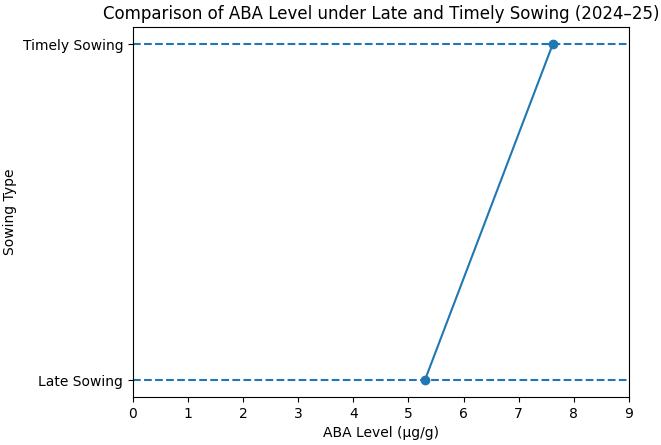 Comparison of ABA Level under Late and Timely Sowing (2024–25)
Timely Sowing
Sowing Type
Late Sowing
0 1 2 3 4 5 6 7 8 9
ABA Level (μg/g)